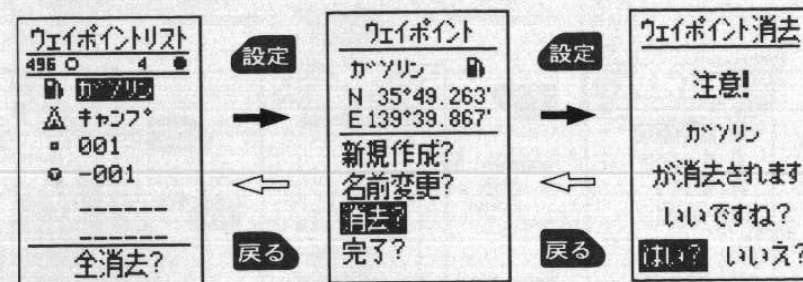 ウェイポイントリスト
496 ○ 4 ●
ガソリン
キャンプ
001
-001
------
------
全消去?
設定
戻る
ウェイポイント
ガソリン
N 35°49.263'
E 139°39.867'
新規作成?
名前変更?
消去?
完了?
設定
戻る
ウェイポイント消去
注意!
ガソリン
が消去されます
いいですね?
はい? いいえ?